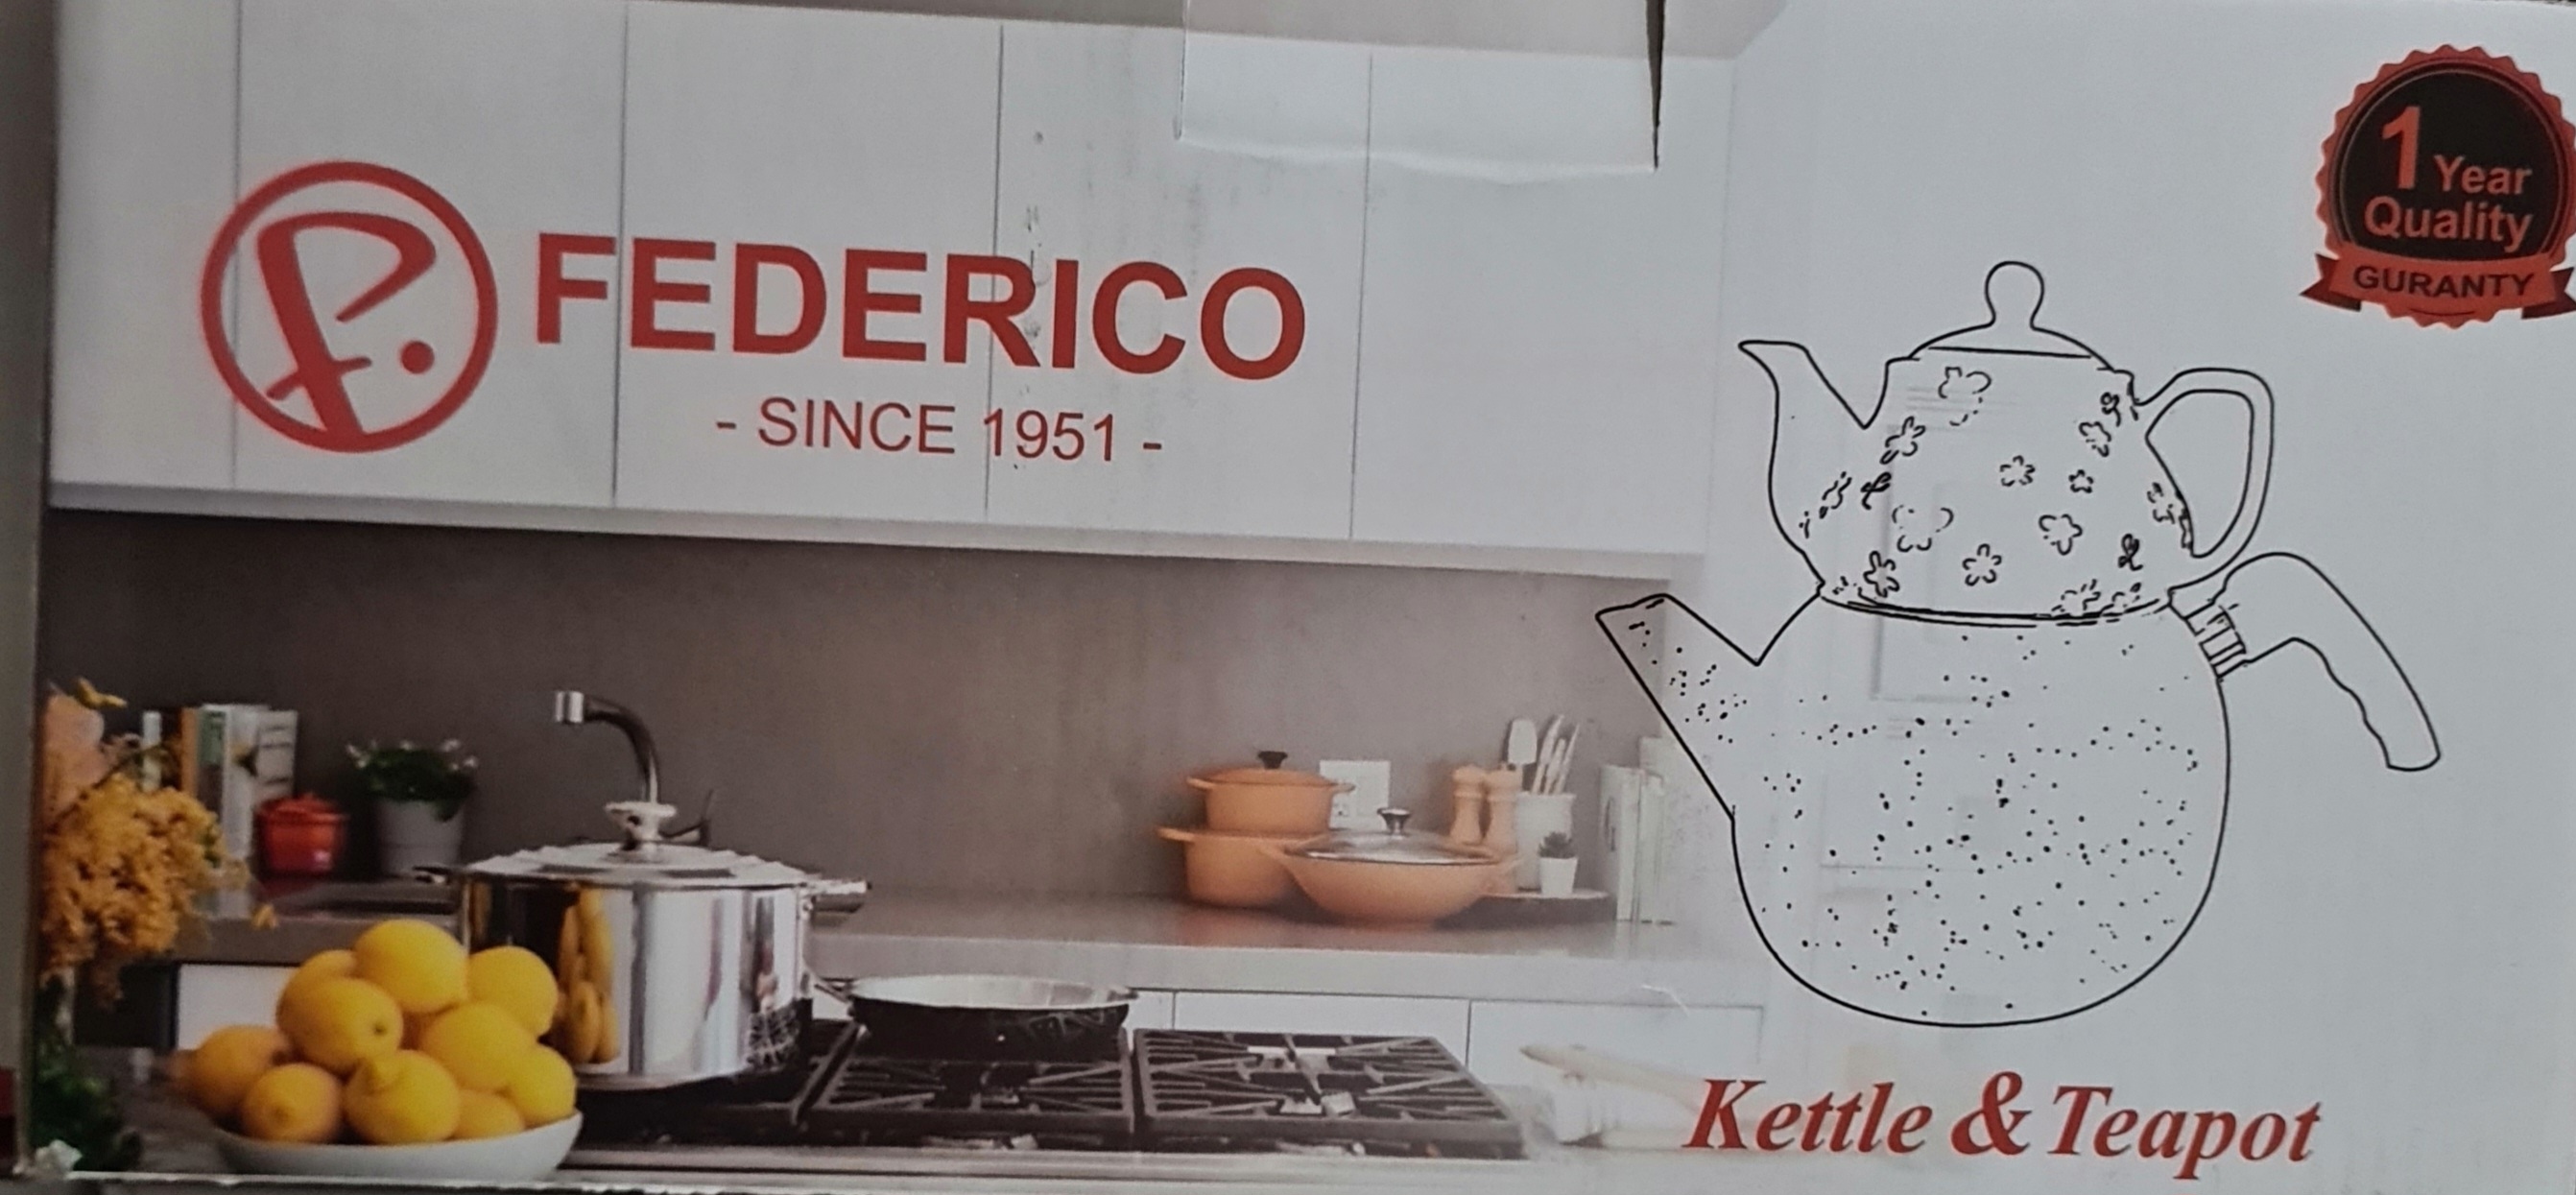 F.
FEDERICO
- SINCE 1951 -
1 Year
Quality
GURANTY
Kettle & Teapot